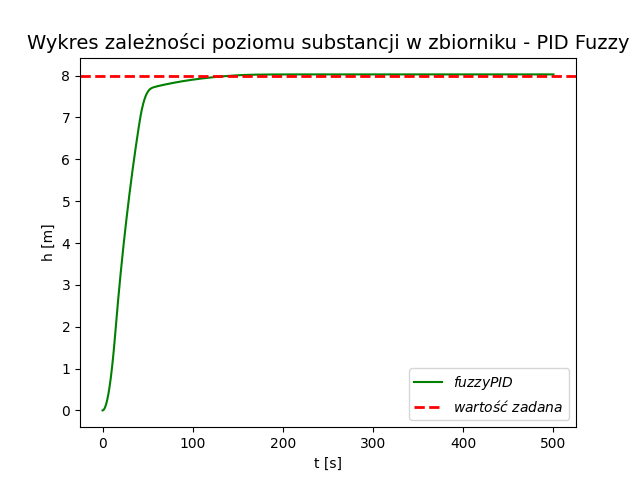 Wykres zależności poziomu substancji w zbiorniku - PID Fuzzy
8
7
6
5
4
3
2
1
0
h [m]
fuzzyPID
wartość zadana
0 100 200 300 400 500
t [s]